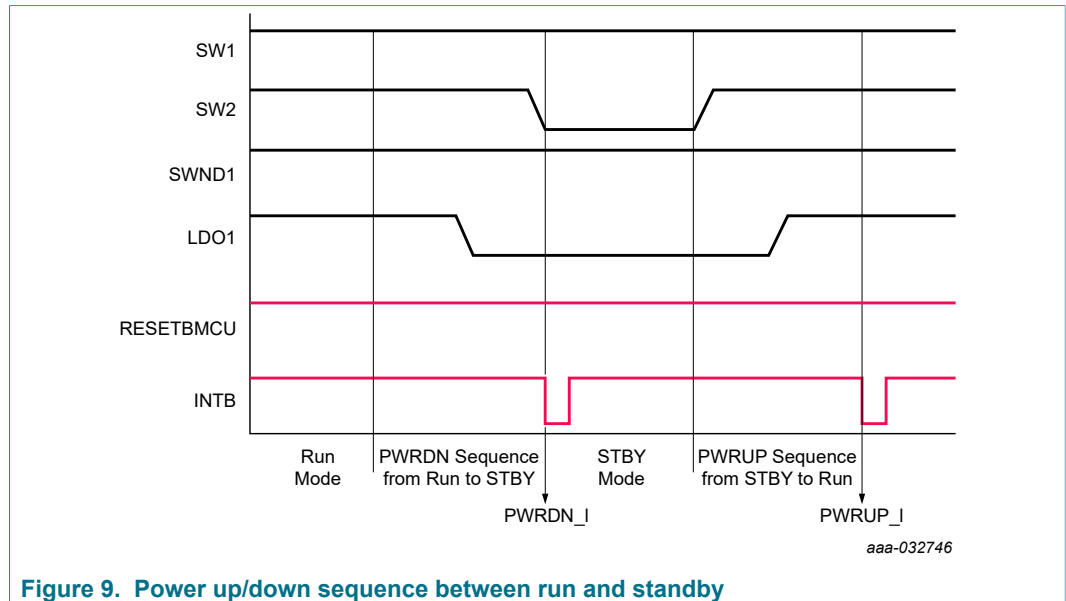 SW1
SW2
SWND1
LDO1
RESETBMCU
INTB
Run
Mode
PWRDN Sequence
from Run to STBY
STBY
Mode
PWRUP Sequence
from STBY to Run
PWRDN_I
PWRUP_I
aaa-032746
Figure 9. Power up/down sequence between run and standby